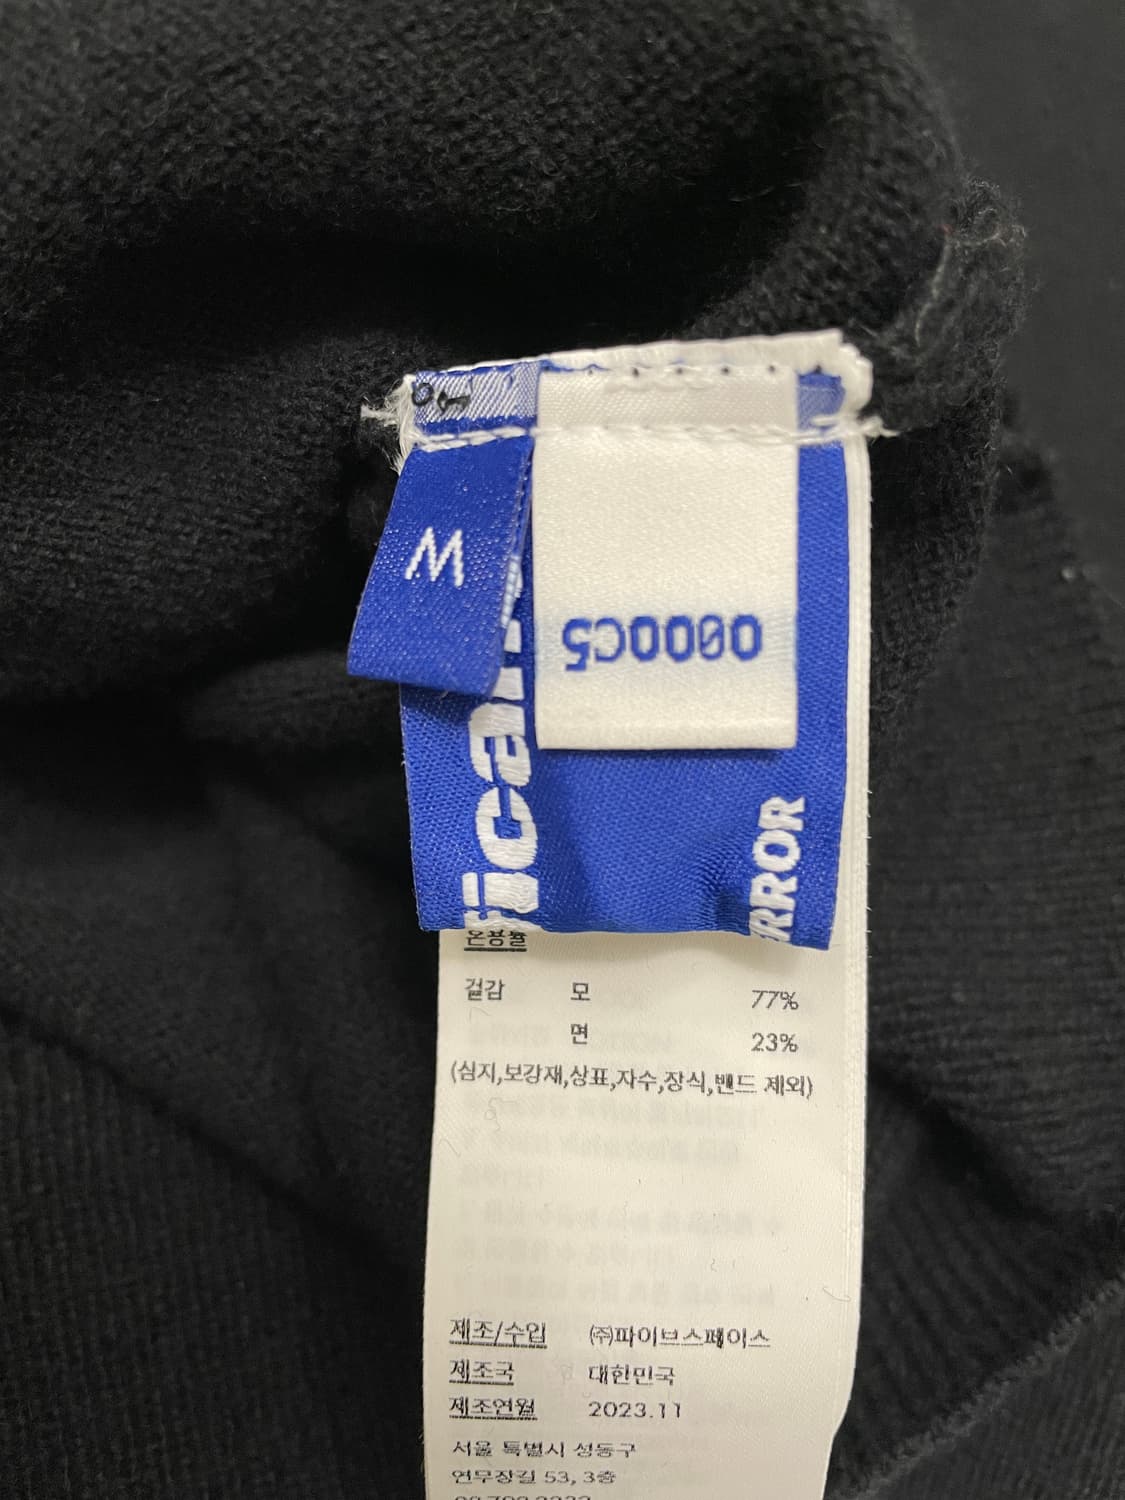 M
0000C5
ERROR
혼용률
겉감 모 77%
면 23%
(심지,보강재,상표,자수,장식,밴드 제외)
제조/수입 ㈜파이브스페이스
제조국 대한민국
제조연월 2023.11
서울 특별시 성동구
연무장길 53, 3층